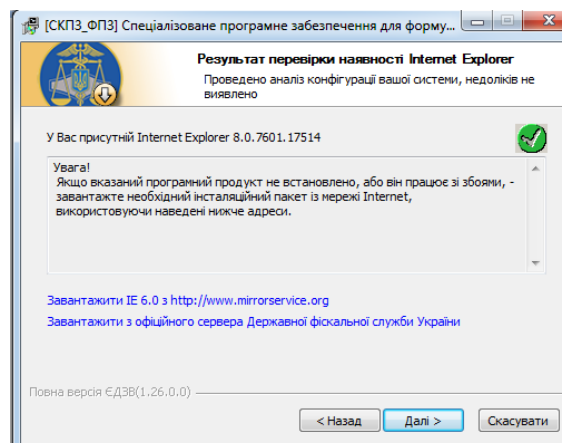 [СКПЗ_ФПЗ] Спеціалізоване програмне забезпечення для форму...
Результат перевірки наявності Internet Explorer
Проведено аналіз конфігурації вашої системи, недоліків не
виявлено
У Вас присутній Internet Explorer 8.0.7601.17514
Увага!
Якщо вказаний програмний продукт не встановлено, або він працює зі збоями, -
завантажте необхідний інсталяційний пакет із мережі Internet,
використовуючи наведені нижче адреси.
Завантажити IE 6.0 з http://www.mirrorservice.org
Завантажити з офіційного сервера Державної фіскальної служби України
Повна версія ЄДЗВ(1.26.0.0)
< Назад
Далі >
Скасувати